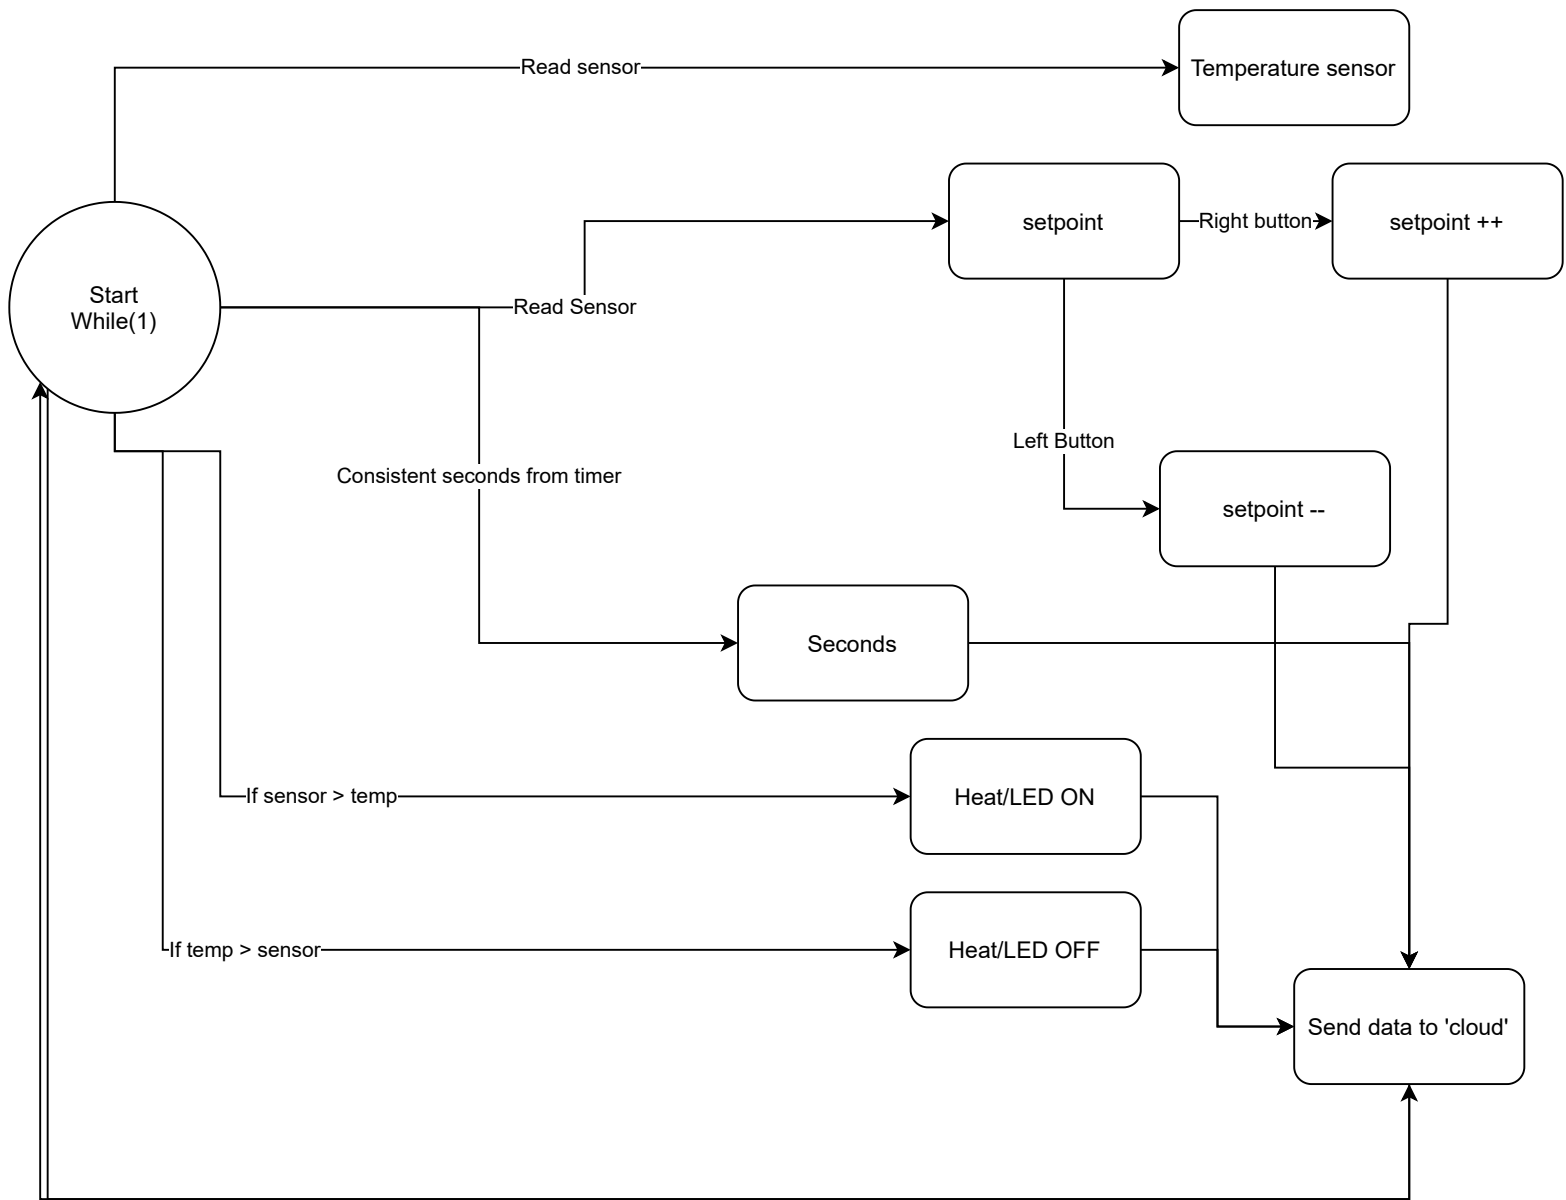 Read sensor
Temperature sensor
setpoint
Right button
setpoint ++
Start
While(1)
Read Sensor
Left Button
Consistent seconds from timer
setpoint --
Seconds
If sensor > temp
Heat/LED ON
If temp > sensor
Heat/LED OFF
Send data to 'cloud'